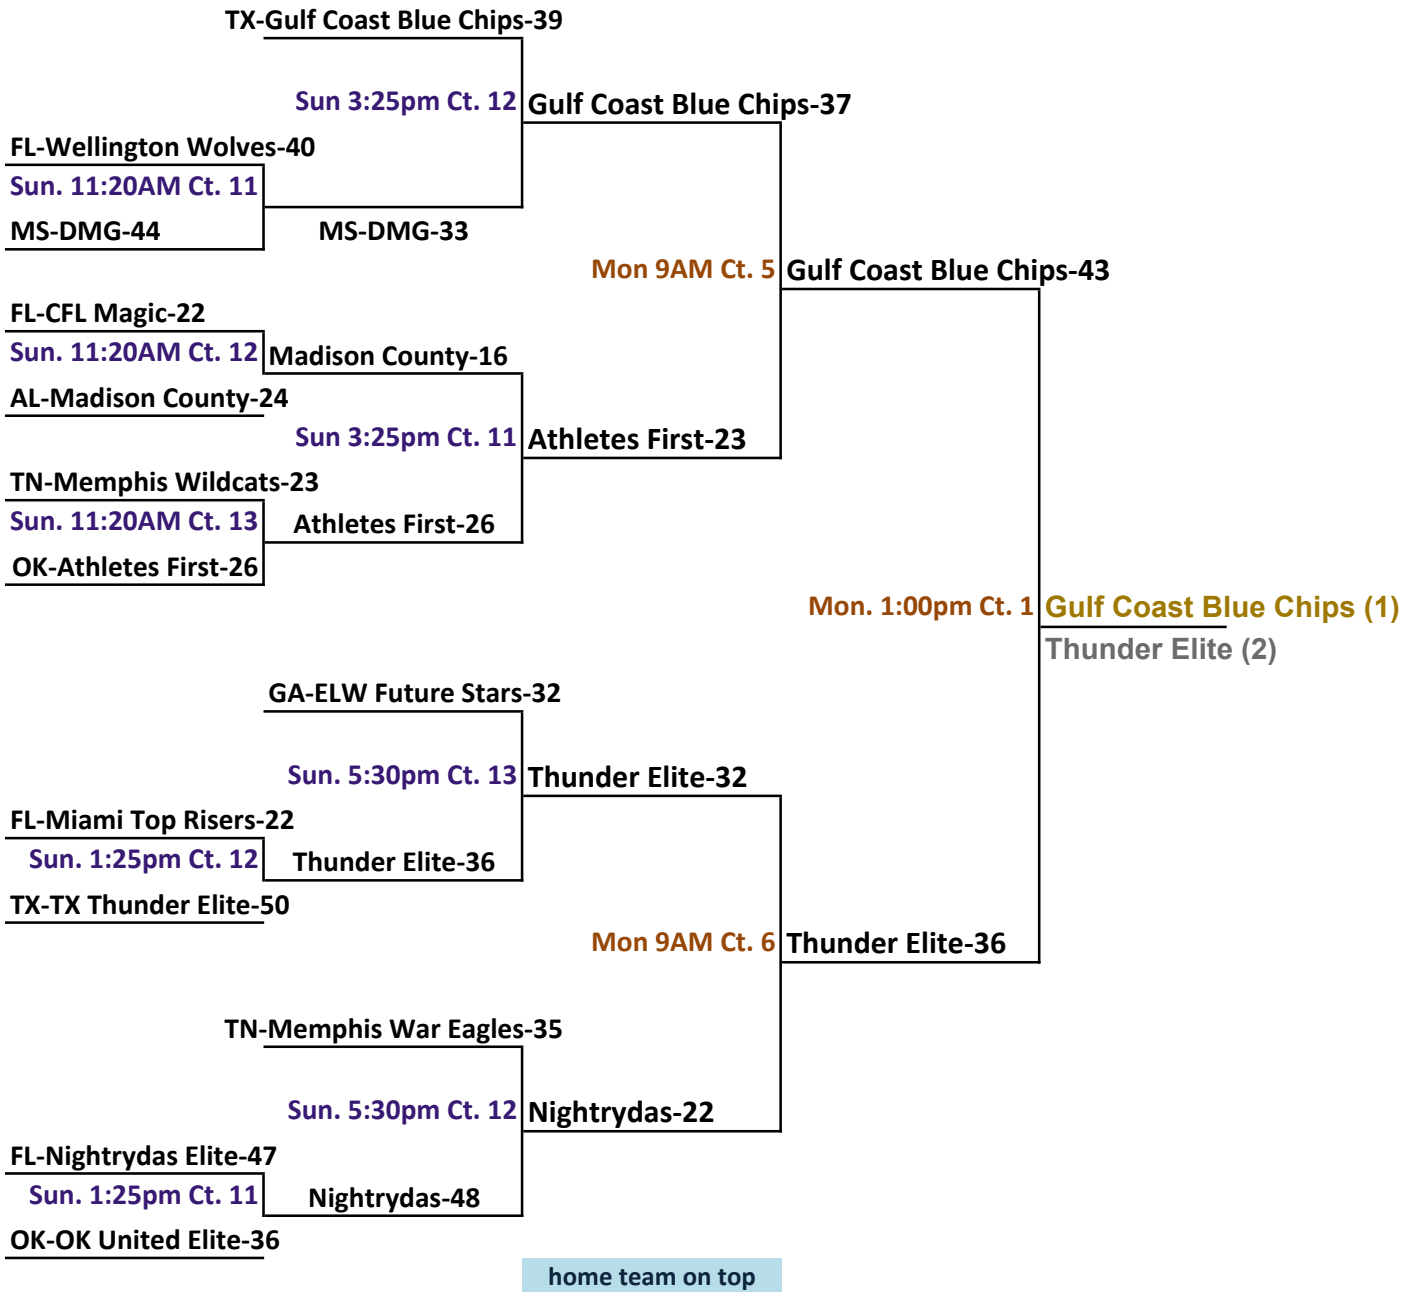 TX-Gulf Coast Blue Chips-39
Sun 3:25pm Ct. 12
Gulf Coast Blue Chips-37
FL-Wellington Wolves-40
Sun. 11:20AM Ct. 11
MS-DMG-44
MS-DMG-33
Mon 9AM Ct. 5
Gulf Coast Blue Chips-43
FL-CFL Magic-22
Sun. 11:20AM Ct. 12
Madison County-16
AL-Madison County-24
Sun 3:25pm Ct. 11
Athletes First-23
TN-Memphis Wildcats-23
Sun. 11:20AM Ct. 13
Athletes First-26
OK-Athletes First-26
Mon. 1:00pm Ct. 1
Gulf Coast Blue Chips (1)
Thunder Elite (2)
GA-ELW Future Stars-32
Sun. 5:30pm Ct. 13
Thunder Elite-32
FL-Miami Top Risers-22
Sun. 1:25pm Ct. 12
Thunder Elite-36
TX-TX Thunder Elite-50
Mon 9AM Ct. 6
Thunder Elite-36
TN-Memphis War Eagles-35
Sun. 5:30pm Ct. 12
Nightrydas-22
FL-Nightrydas Elite-47
Sun. 1:25pm Ct. 11
Nightrydas-48
OK-OK United Elite-36
home team on top